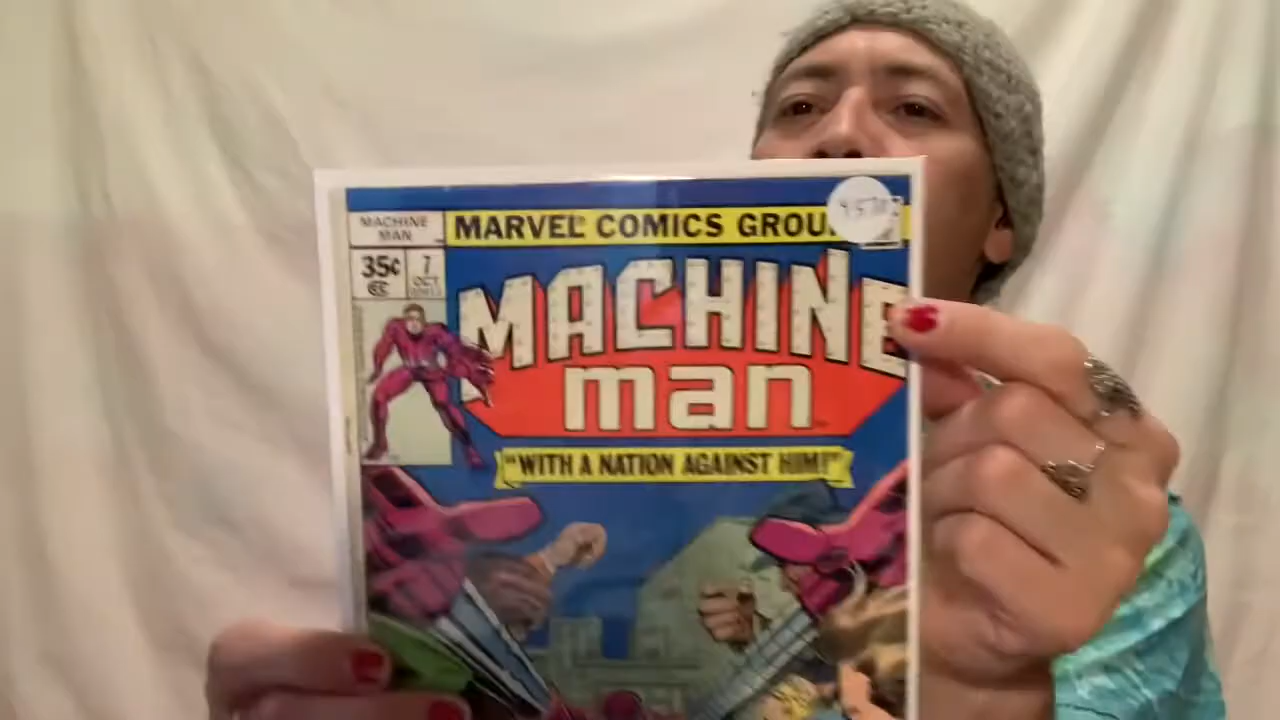 MACHINE
MAN
MARVEL COMICS GROU
35¢
7
OCT
MACHINE
man
"WITH A NATION AGAINST HIM!"